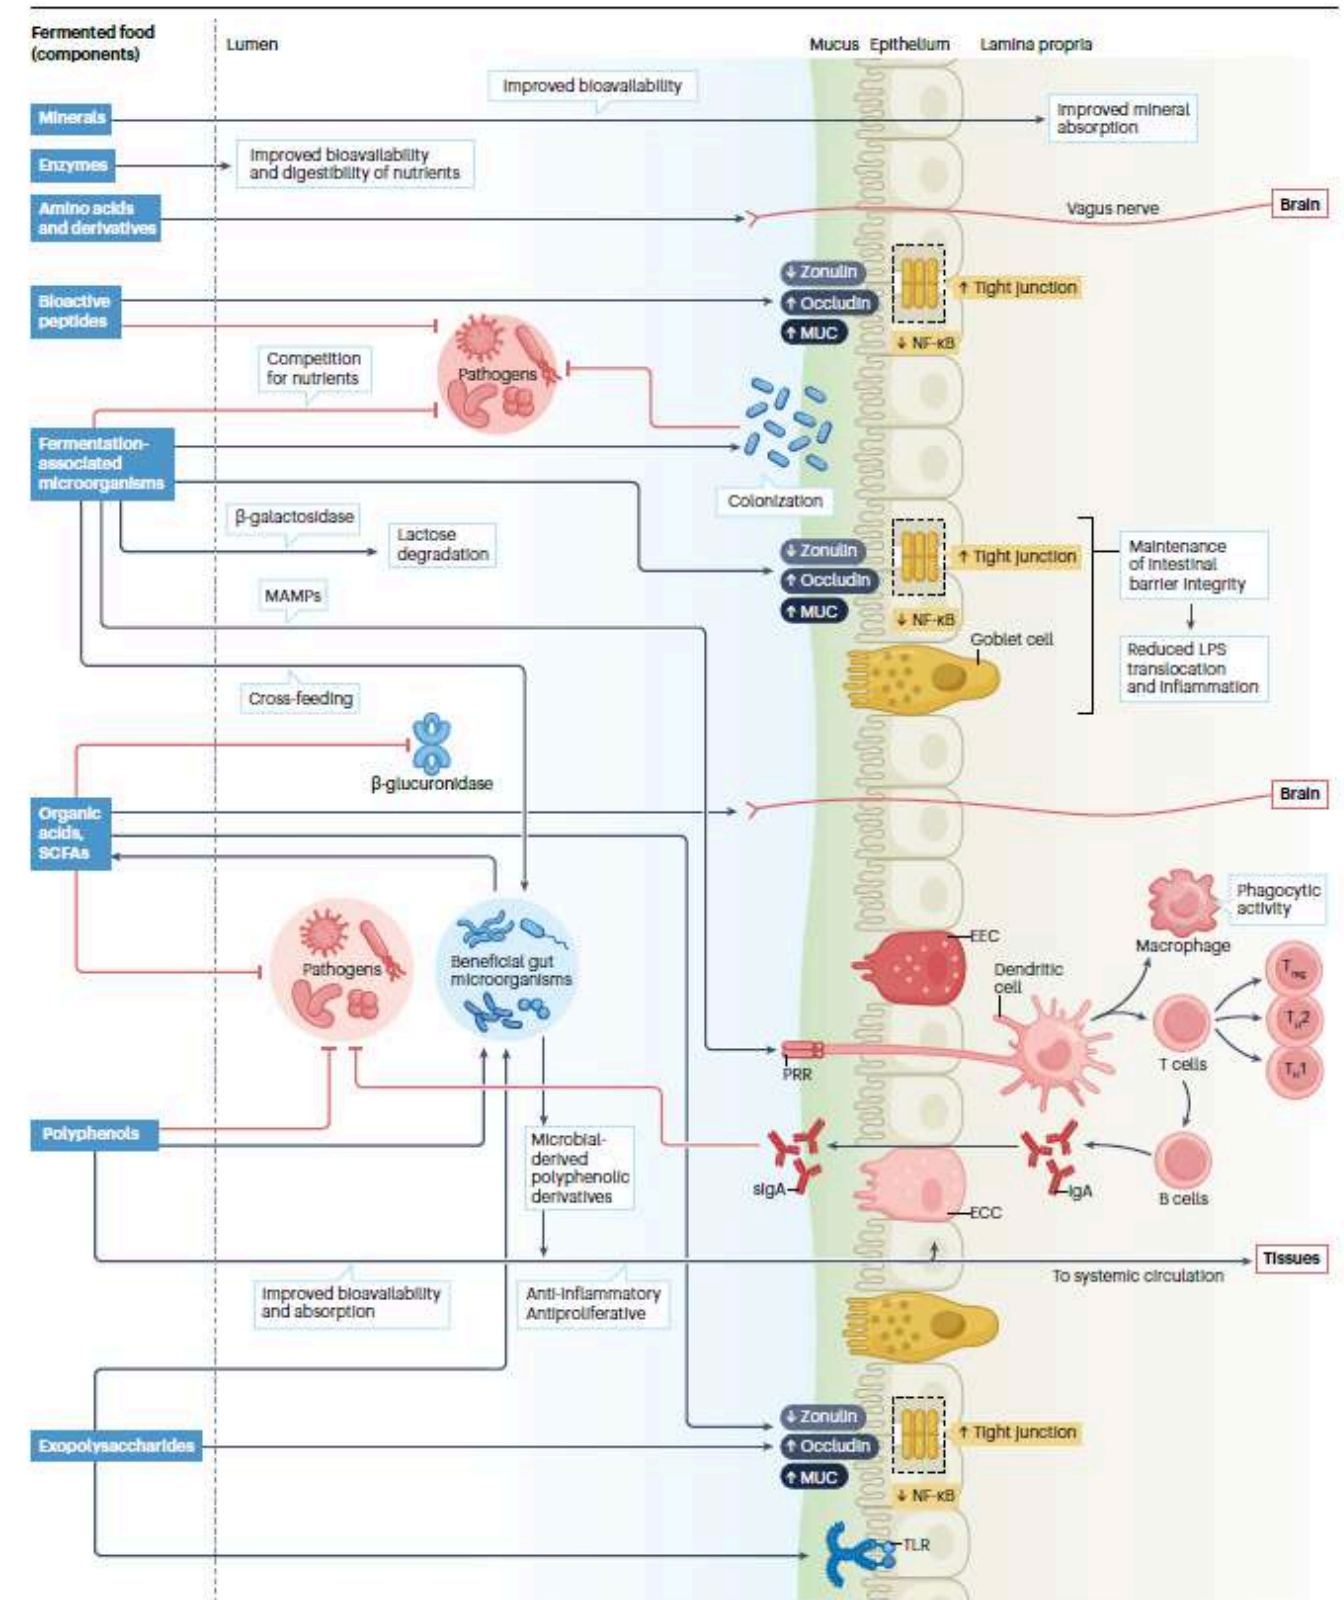 Fermented food
(components)
Lumen
Mucus
Epithelium
Lamina propria
Improved bioavailability
Minerals
Improved mineral
absorption
Enzymes
Improved bioavailability
and digestibility of nutrients
Amino acids
and derivatives
Vagus nerve
Brain
Bioactive
peptides
↓ Zonulin
↑ Occludin
↑ MUC
↑ Tight junction
↓ NF-κB
Competition
for nutrients
Pathogens
Fermentation-
associated
microorganisms
Colonization
β-galactosidase
Lactose
degradation
MAMPs
↓ Zonulin
↑ Occludin
↑ MUC
↑ Tight junction
↓ NF-κB
Maintenance
of intestinal
barrier integrity
Goblet cell
Reduced LPS
translocation
and inflammation
Cross-feeding
β-glucuronidase
Organic
acids,
SCFAs
Brain
Phagocytic
activity
Macrophage
EEC
Dendritic
cell
Pathogens
Beneficial gut
microorganisms
Treg
TH2
TH1
T cells
PRR
Polyphenols
Microbial-
derived
polyphenolic
derivatives
sIgA
IgA
B cells
ECC
Tissues
To systemic circulation
Improved bioavailability
and absorption
Anti-inflammatory
Antiproliferative
Exopolysaccharides
↓ Zonulin
↑ Occludin
↑ MUC
↑ Tight junction
↓ NF-κB
TLR